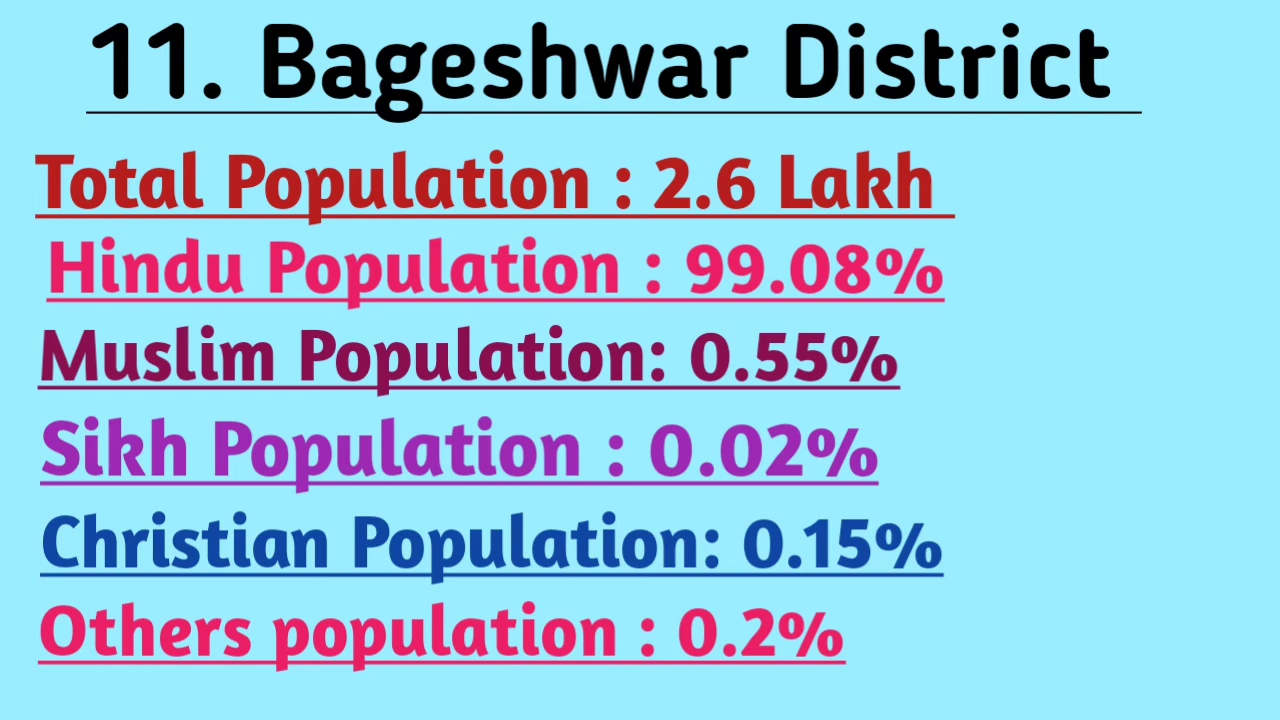 11. Bageshwar District
Total Population : 2.6 Lakh
Hindu Population : 99.08%
Muslim Population: 0.55%
Sikh Population : 0.02%
Christian Population: 0.15%
Others population : 0.2%